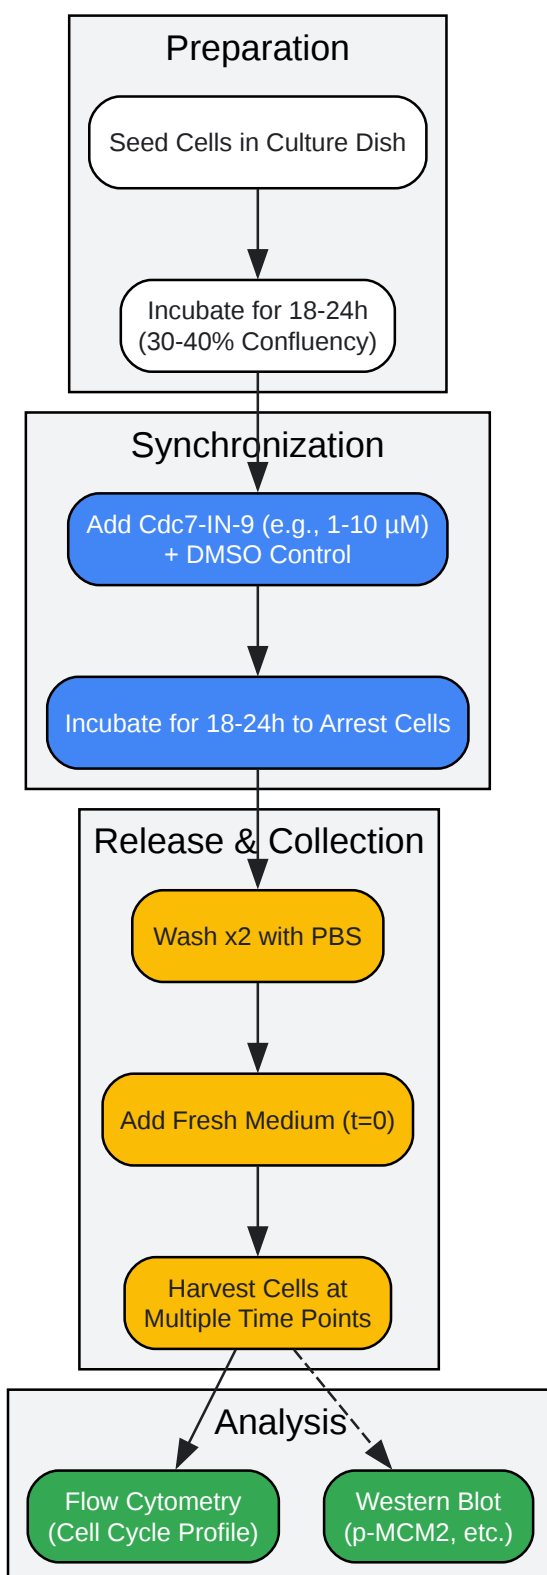 Preparation
Seed Cells in Culture Dish
Incubate for 18-24h
(30-40% Confluency)
Synchronization
Add Cdc7-IN-9 (e.g., 1-10 µM)
+ DMSO Control
Incubate for 18-24h to Arrest Cells
Release & Collection
Wash x2 with PBS
Add Fresh Medium (t=0)
Harvest Cells at
Multiple Time Points
Analysis
Flow Cytometry
(Cell Cycle Profile)
Western Blot
(p-MCM2, etc.)